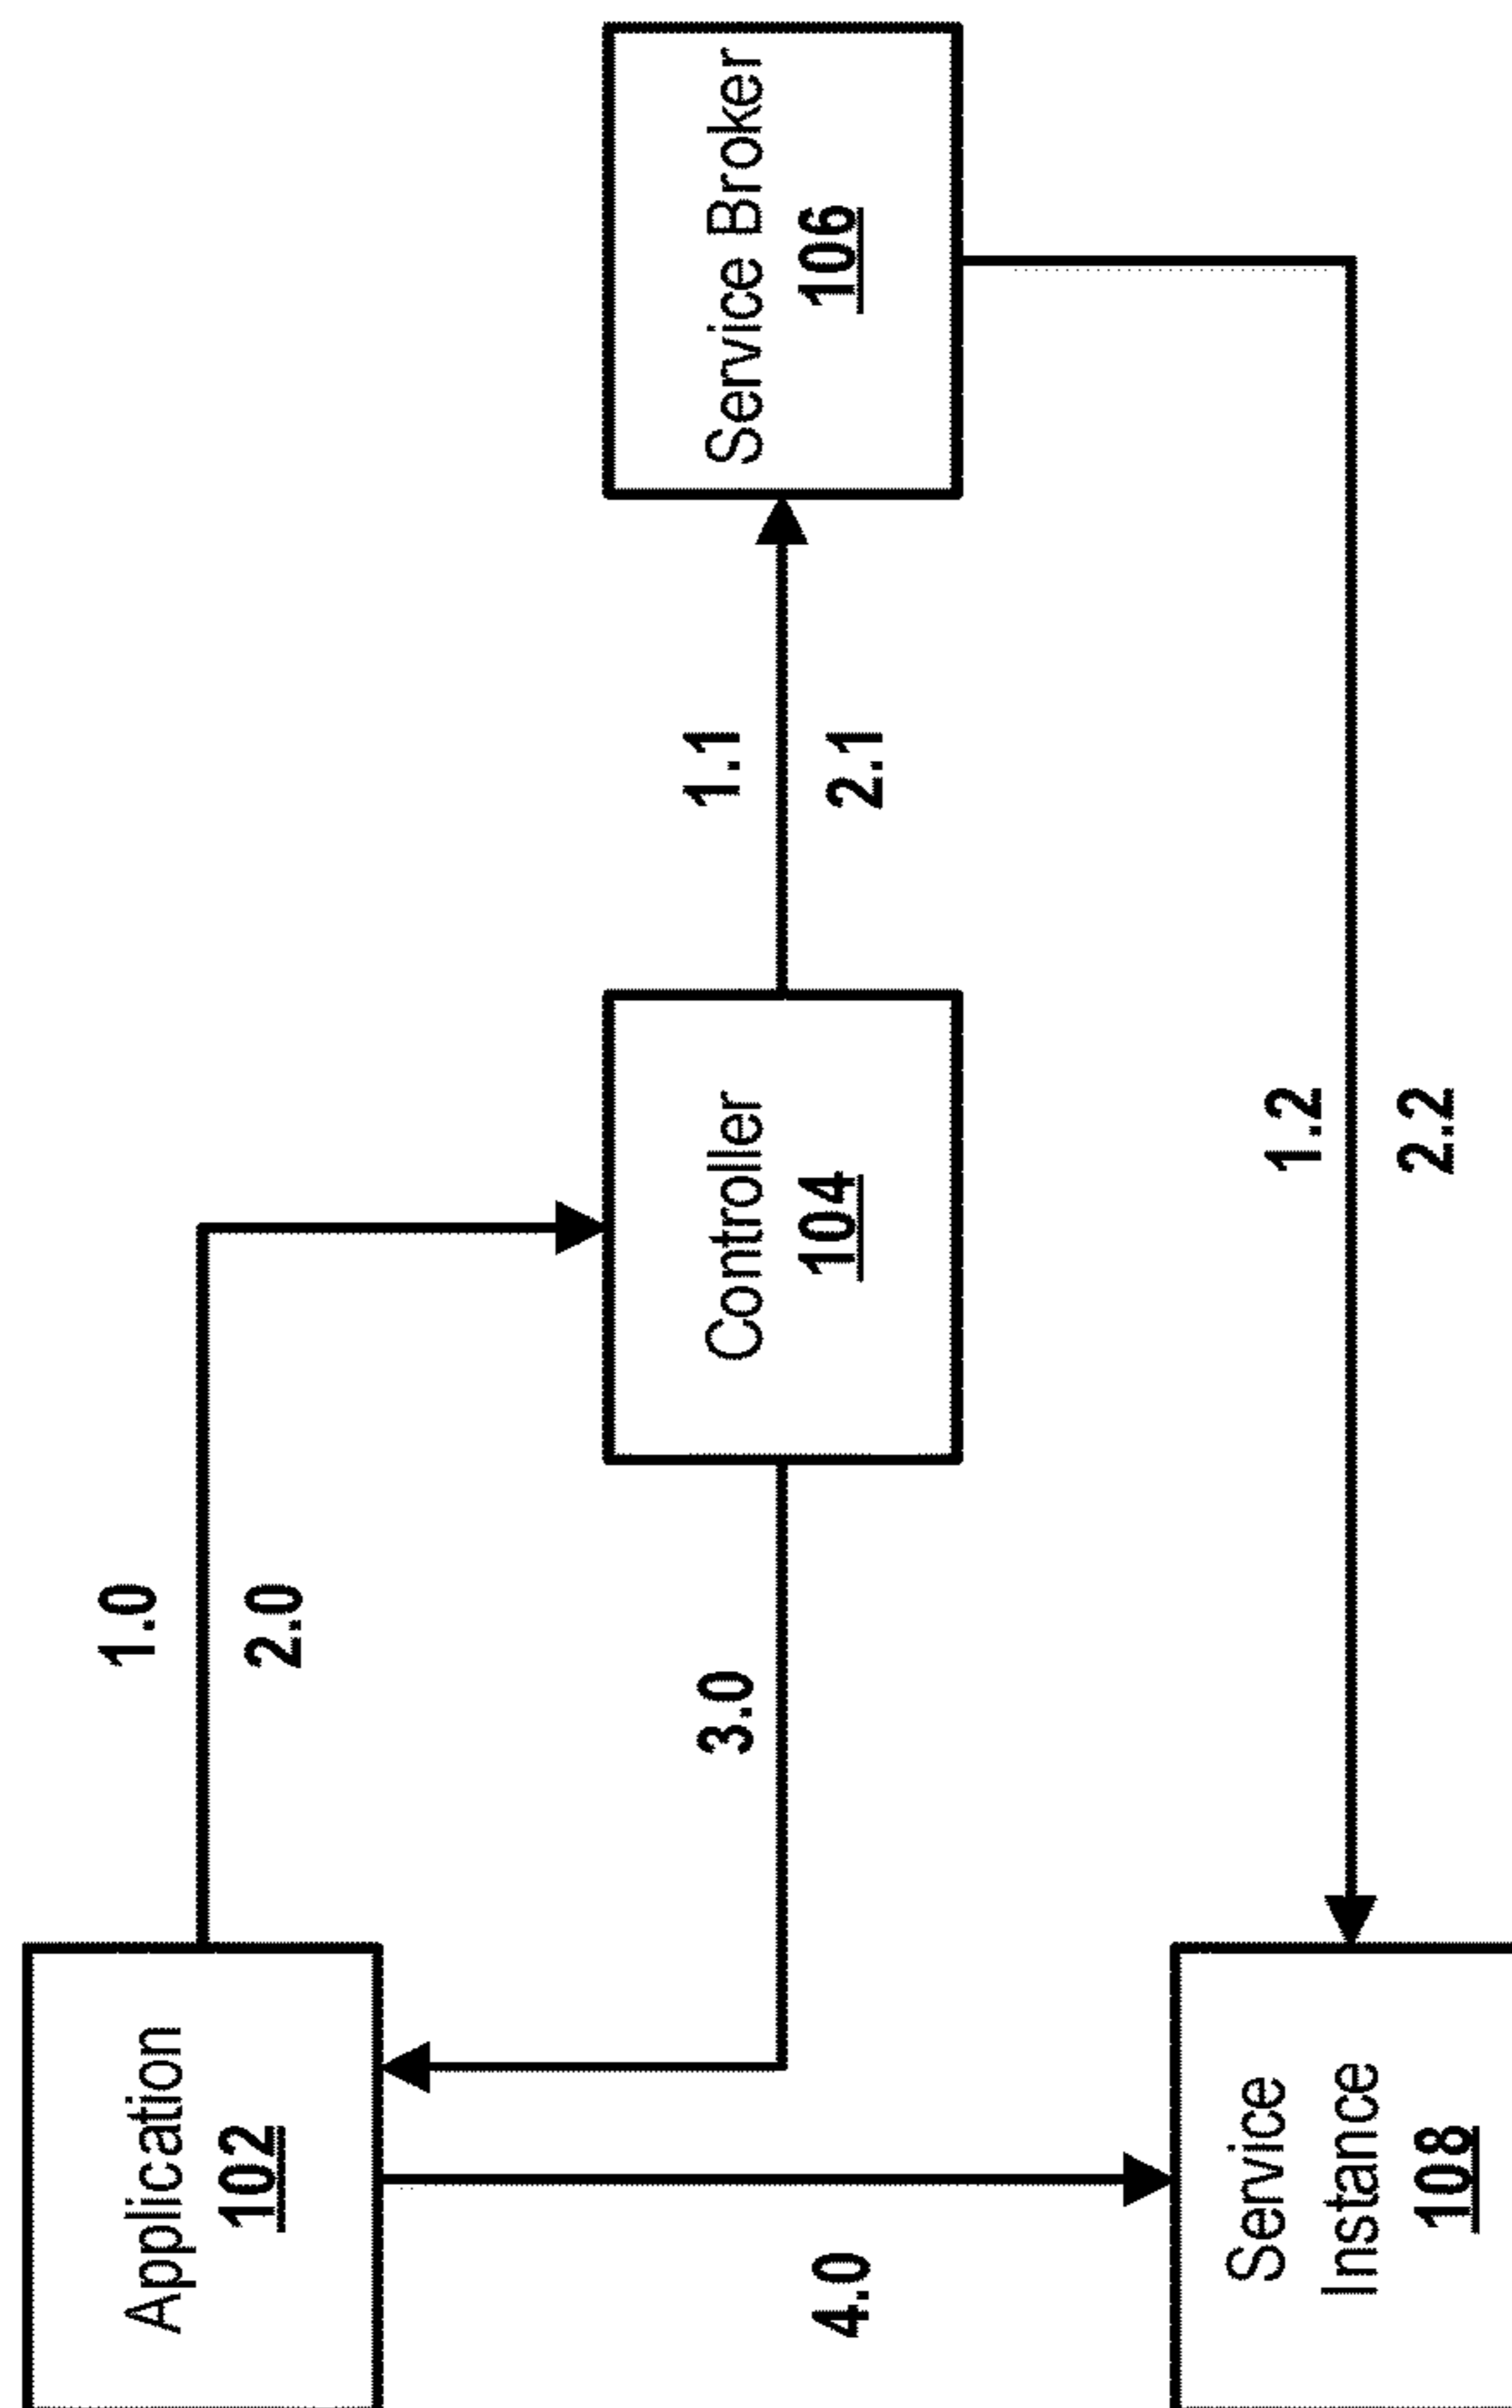 Application
102
1.0
2.0
3.0
Controller
104
1.1
2.1
Service Broker
106
4.0
Service
Instance
108
1.2
2.2